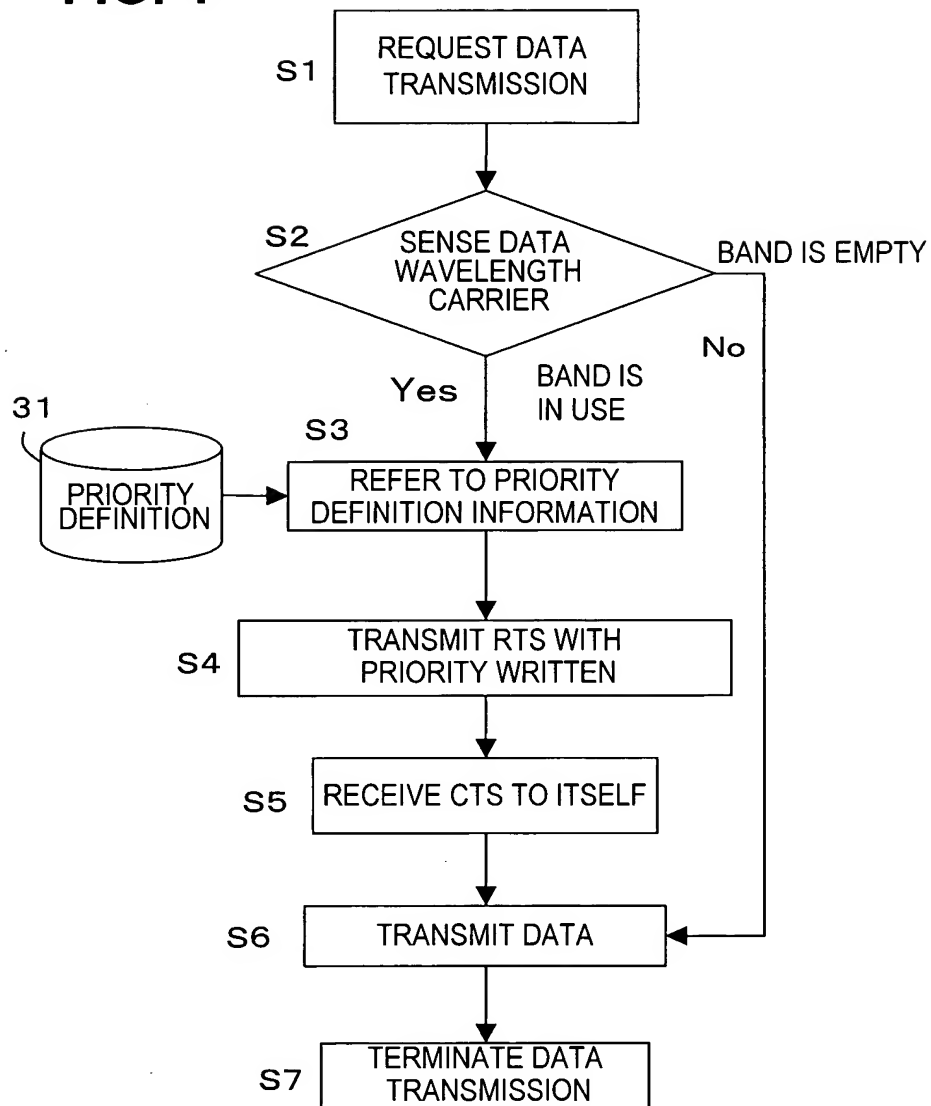 S1
REQUEST DATA
TRANSMISSION
S2
SENSE DATA
WAVELENGTH
CARRIER
BAND IS EMPTY
No
Yes
BAND IS
IN USE
31
PRIORITY
DEFINITION
S3
REFER TO PRIORITY
DEFINITION INFORMATION
S4
TRANSMIT RTS WITH
PRIORITY WRITTEN
S5
RECEIVE CTS TO ITSELF
S6
TRANSMIT DATA
S7
TERMINATE DATA
TRANSMISSION